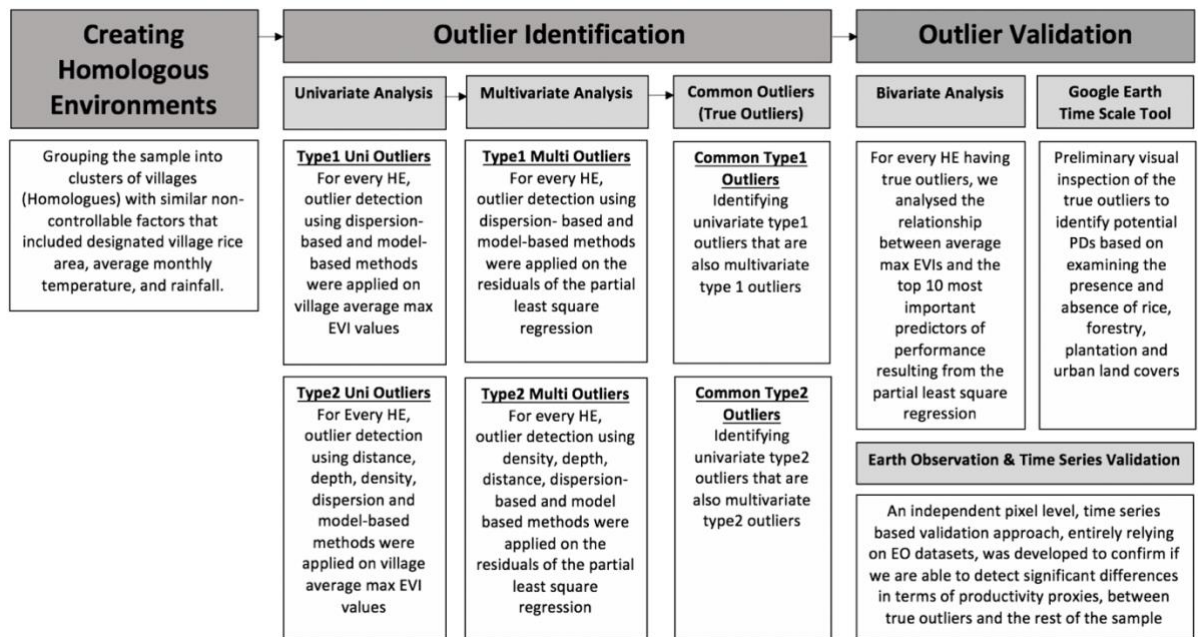 Creating
Homologous
Environments
Grouping the sample into
clusters of villages
(Homologues) with similar non-
controllable factors that
included designated village rice
area, average monthly
temperature, and rainfall.
Outlier Identification
Univariate Analysis
Type1 Uni Outliers
For every HE,
outlier detection
using dispersion-
based and model-
based methods
were applied on
village average max
EVI values
Type2 Uni Outliers
For Every HE,
outlier detection
using distance,
depth, density,
dispersion and
model-based
methods were
applied on village
average max EVI
values
Multivariate Analysis
Type1 Multi Outliers
For every HE,
outlier detection using
dispersion- based and
model-based methods
were applied on the
residuals of the partial
least square
regression
Type2 Multi Outliers
For every HE,
outlier detection using
density, depth,
distance, dispersion-
based and model
based methods were
applied on the
residuals of the partial
least square
regression
Common Outliers
(True Outliers)
Common Type1
Outliers
Identifying
univariate type1
outliers that are
also multivariate
type 1 outliers
Common Type2
Outliers
Identifying
univariate type2
outliers that are
also multivariate
type2 outliers
Outlier Validation
Bivariate Analysis
For every HE having
true outliers, we
analysed the
relationship
between average
max EVIs and the
top 10 most
important
predictors of
performance
resulting from the
partial least square
regression
Google Earth
Time Scale Tool
Preliminary visual
inspection of the
true outliers to
identify potential
PDs based on
examining the
presence and
absence of rice,
forestry,
plantation and
urban land covers
Earth Observation & Time Series Validation
An independent pixel level, time series
based validation approach, entirely relying
on EO datasets, was developed to confirm if
we are able to detect significant differences
in terms of productivity proxies, between
true outliers and the rest of the sample